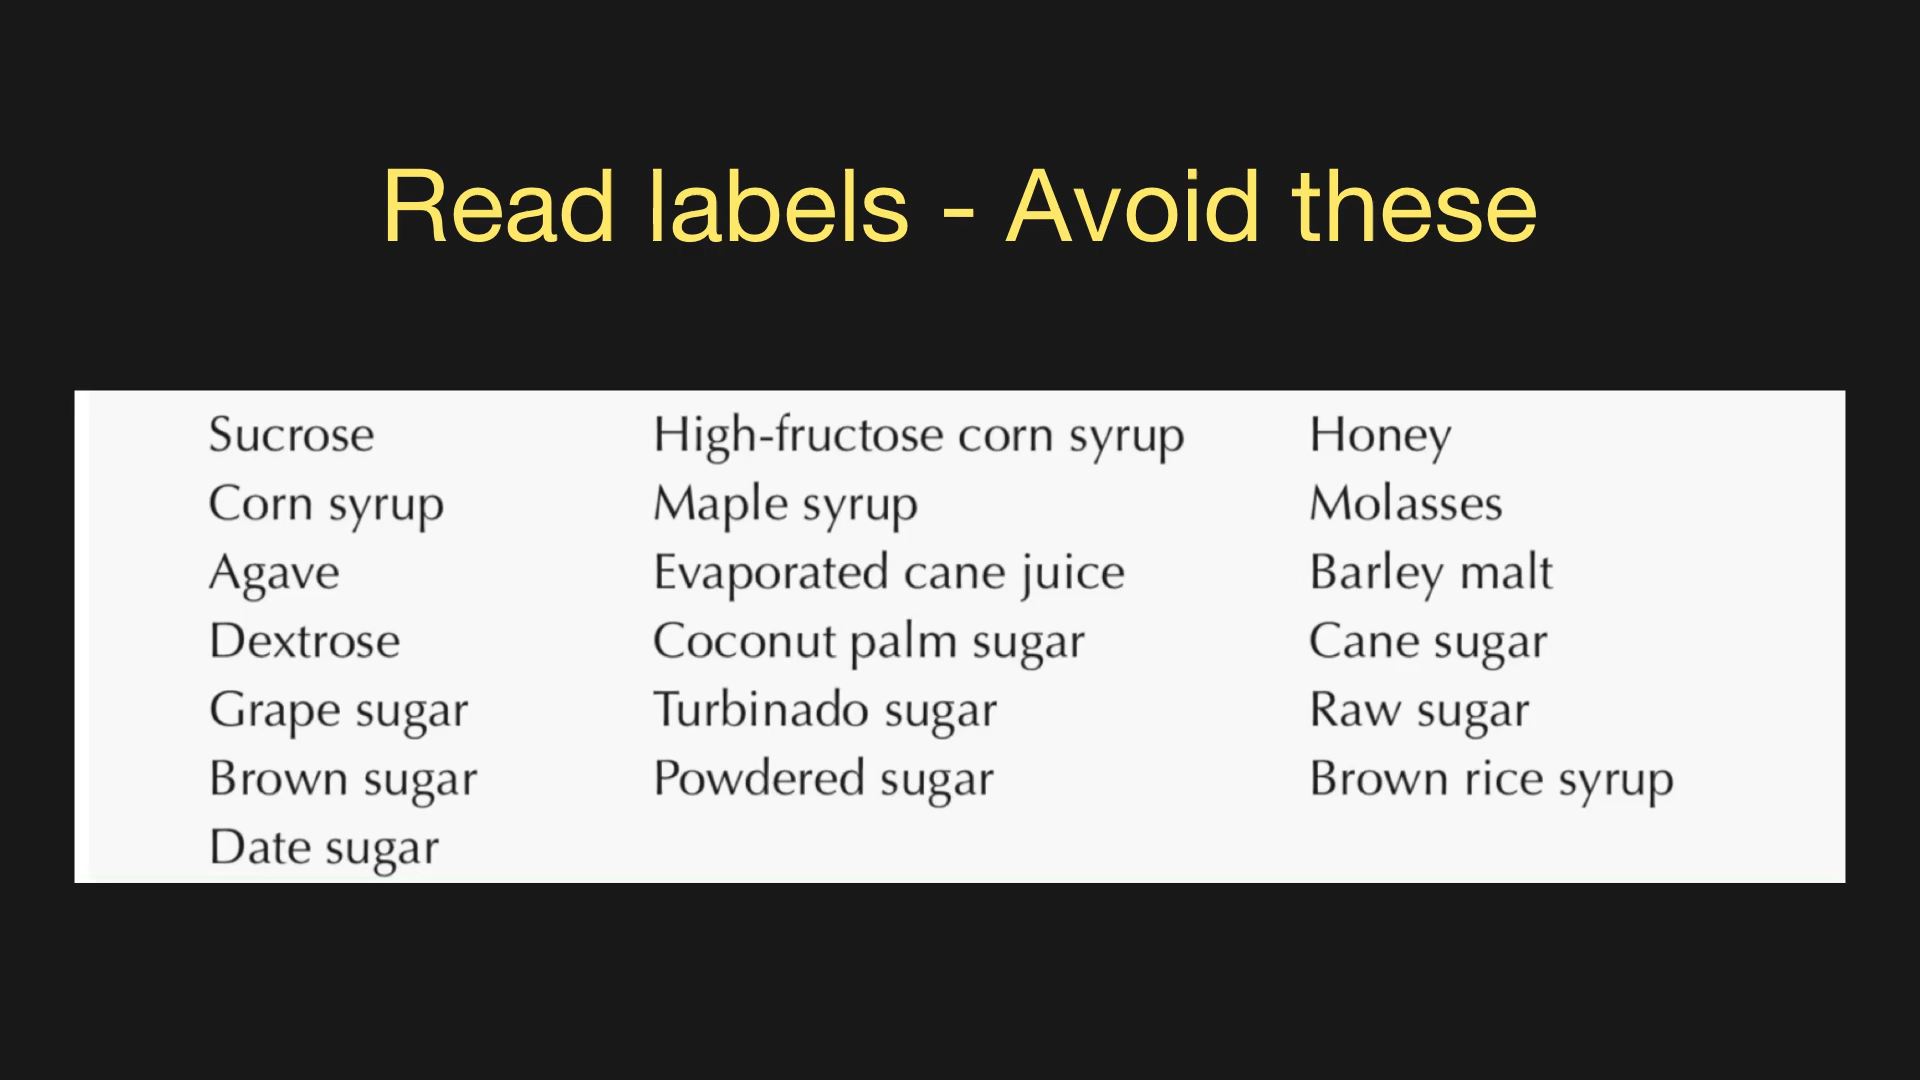 Read labels - Avoid these
Sucrose High-fructose corn syrup Honey
Corn syrup Maple syrup Molasses
Agave Evaporated cane juice Barley malt
Dextrose Coconut palm sugar Cane sugar
Grape sugar Turbinado sugar Raw sugar
Brown sugar Powdered sugar Brown rice syrup
Date sugar